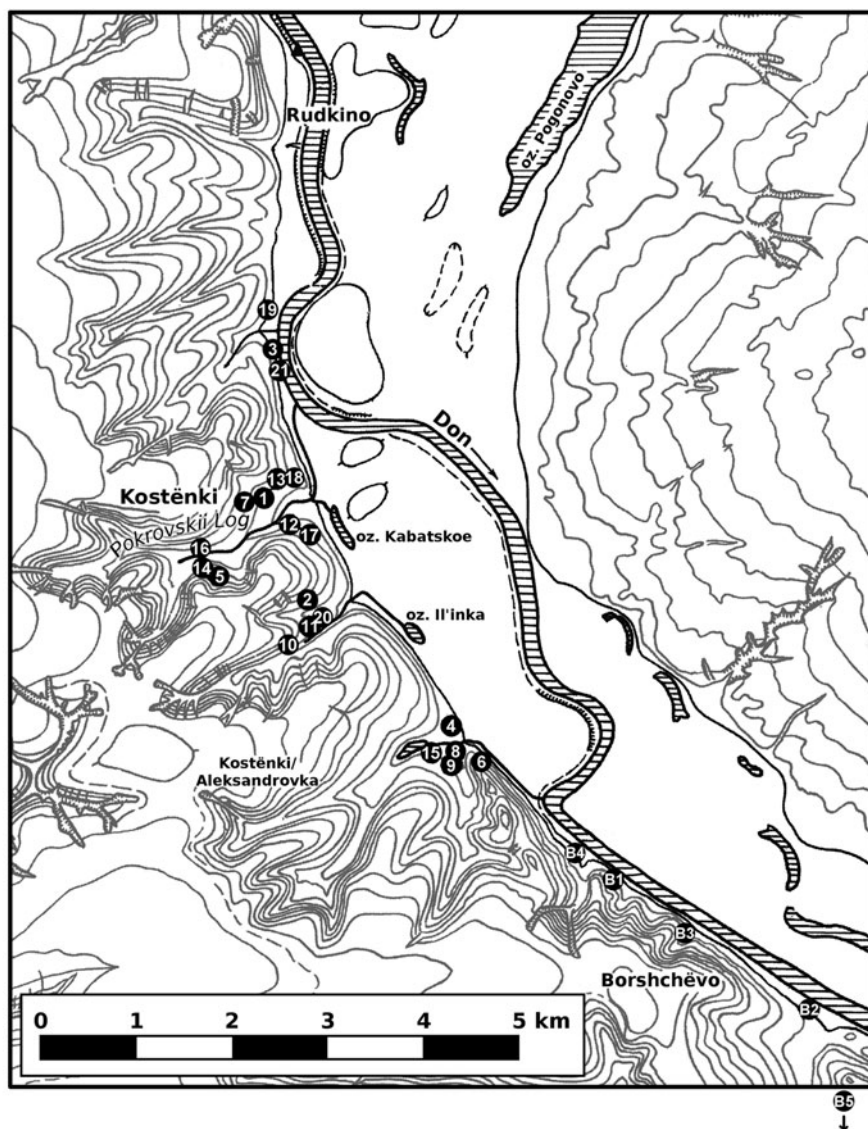 Rudkino
oz. Pogonovo
19
3
21
Don
13
18
7
1
Kostënki
Pokrovskii Log
12
17
oz. Kabatskoe
16
14
5
2
20
11
10
oz. Il'inka
4
15
8
9
6
Kostënki/
Aleksandrovka
B4
B1
B3
Borshchëvo
B2
0 1 2 3 4 5 km
B5